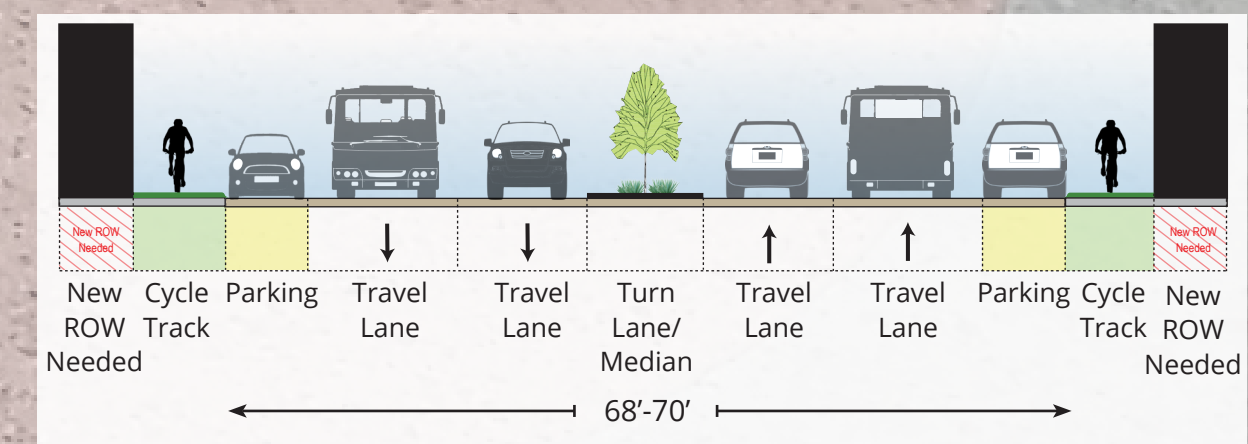 New ROW
Needed
New ROW
Needed
New
ROW
Needed
Cycle
Track
Parking
Travel
Lane
Travel
Lane
Turn
Lane/
Median
Travel
Lane
Travel
Lane
Parking
Cycle
Track
New
ROW
Needed
68’-70’